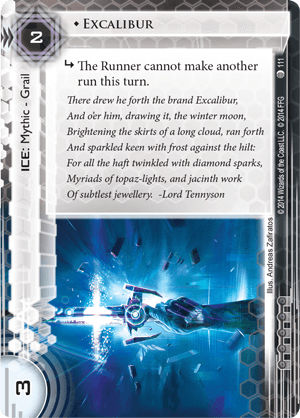 2
♦ EXCALIBUR
ICE: Mythic - Grail
↳ The Runner cannot make another
run this turn.
There drew he forth the brand Excalibur,
And o'er him, drawing it, the winter moon,
Brightening the skirts of a long cloud, ran forth
And sparkled keen with frost against the hilt:
For all the haft twinkled with diamond sparks,
Myriads of topaz-lights, and jacinth work
Of subtlest jewellery. -Lord Tennyson
111
© 2014 Wizards of the Coast LLC. © 2014 FFG
Illus. Andreas Zafiratos
3